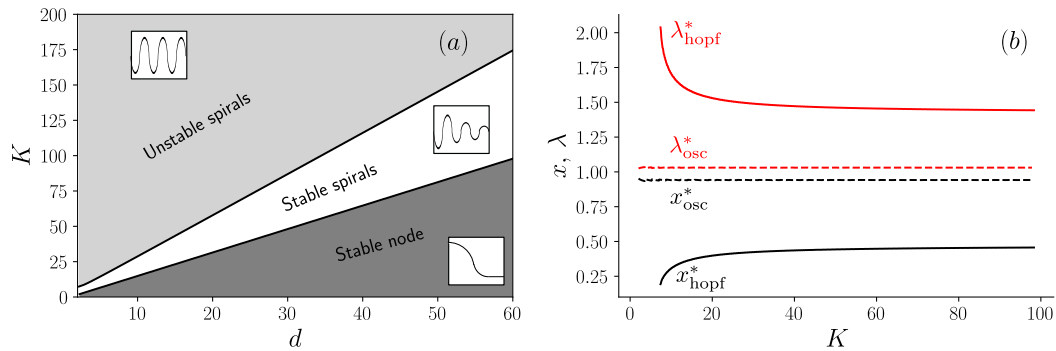 200
175
150
125
100
75
50
25
0
K
10
20
30
40
50
60
d
(a)
Unstable spirals
Stable spirals
Stable node
2.00
1.75
1.50
1.25
1.00
0.75
0.50
0.25
x, λ
0
20
40
60
80
100
K
(b)
λ*hopf
λ*osc
x*osc
x*hopf